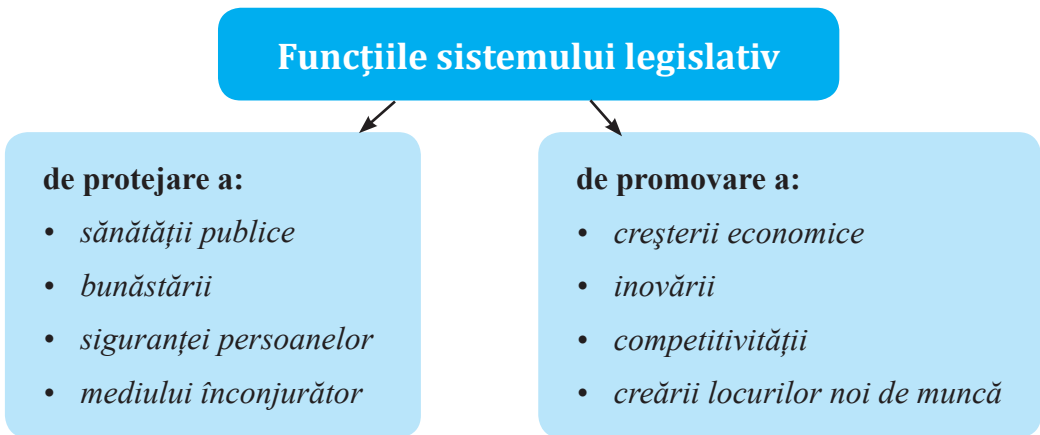 Funcțiile sistemului legislativ
de protejare a:
• sănătății publice
• bunăstării
• siguranței persoanelor
• mediului înconjurător
de promovare a:
• creşterii economice
• inovării
• competitivității
• creării locurilor noi de muncă